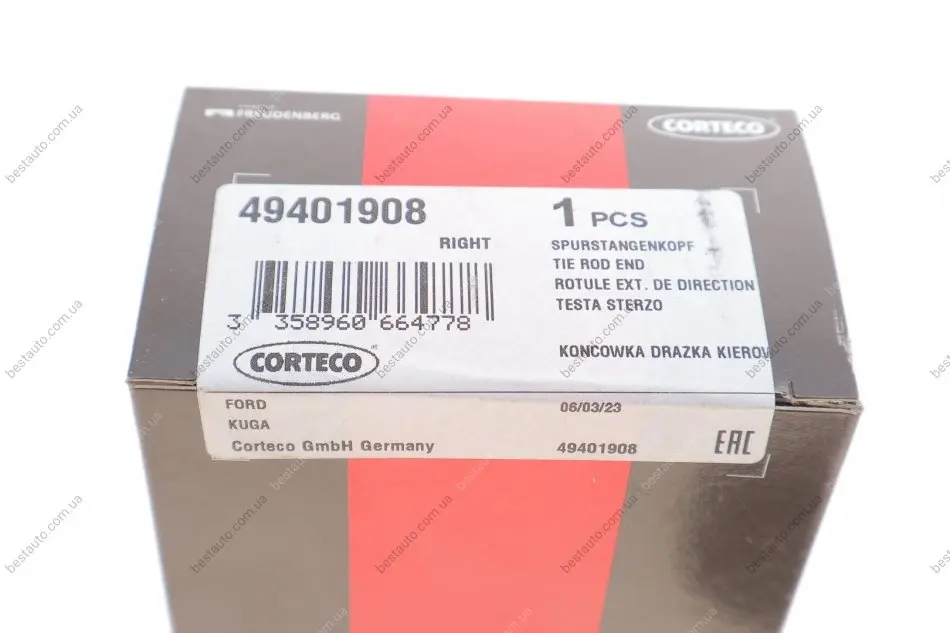 FREUDENBERG
CORTECO
49401908
1 PCS
RIGHT
SPURSTANGENKOPF
TIE ROD END
ROTULE EXT. DE DIRECTION
TESTA STERZO
3 358960 664778
KONCOWKA DRAZKA KIEROW
CORTECO
FORD
06/03/23
KUGA
Corteco GmbH Germany
49401908
EAC
bestauto.com.ua